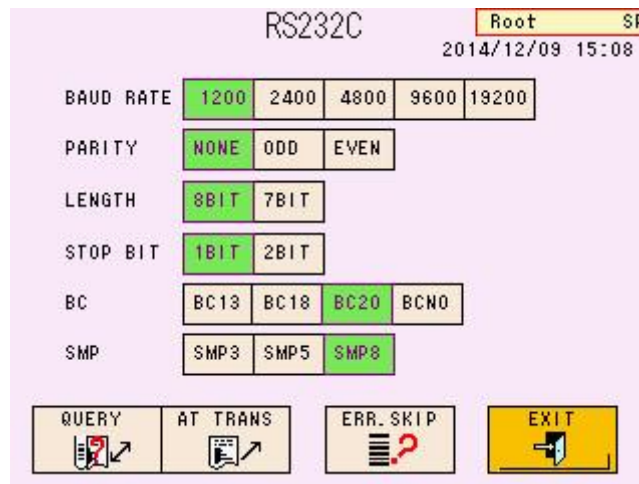 RS232C
Root
2014/12/09 15:08
BAUD RATE 1200 2400 4800 9600 19200
PARITY NONE ODD EVEN
LENGTH 8BIT 7BIT
STOP BIT 1BIT 2BIT
BC BC13 BC18 BC20 BCNO
SMP SMP3 SMP5 SMP8
QUERY AT TRANS ERR.SKIP EXIT